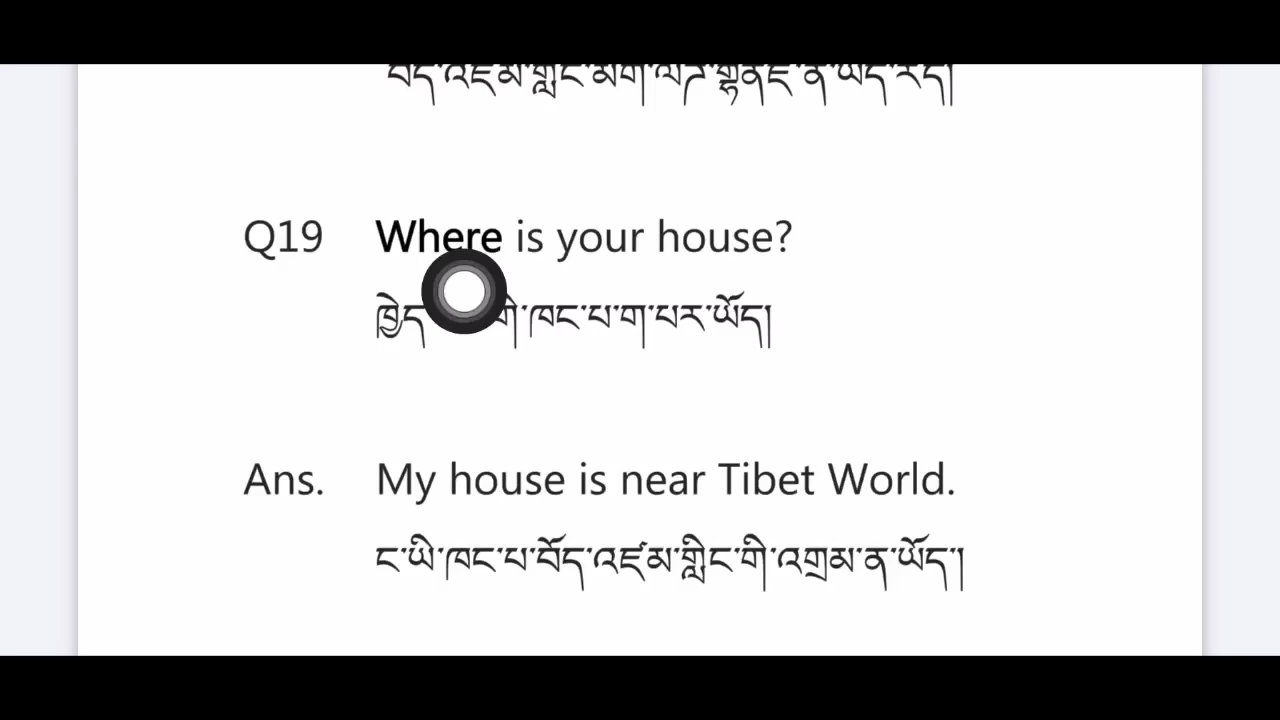 Q19 Where is your house?
ཁྱེད གི་ཁང་པ་ག་པར་ཡོད།
Ans. My house is near Tibet World.
ང་ཡི་ཁང་པ་བོད་འཛམ་གླིང་གི་འགྲམ་ན་ཡོད་།